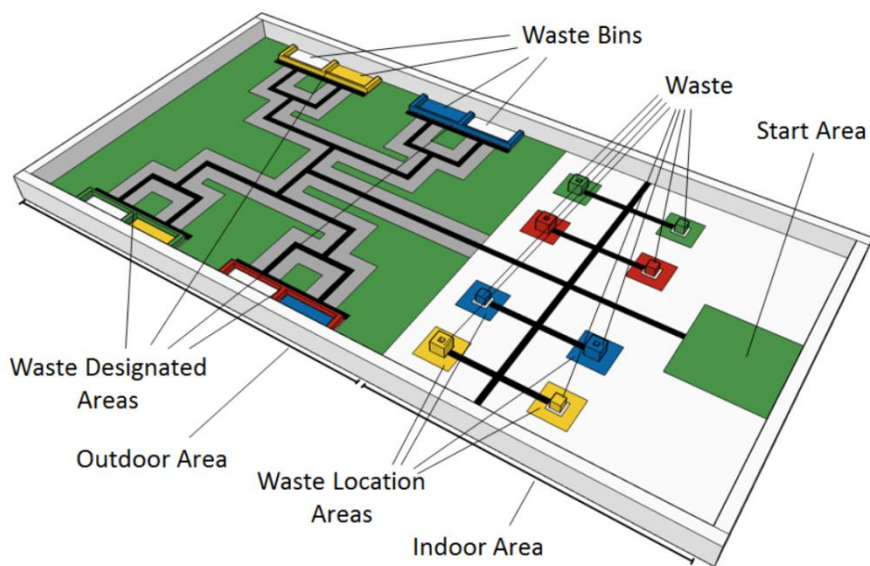 Waste Bins
Waste
Start Area
Waste Designated
Areas
Outdoor Area
Waste Location
Areas
Indoor Area